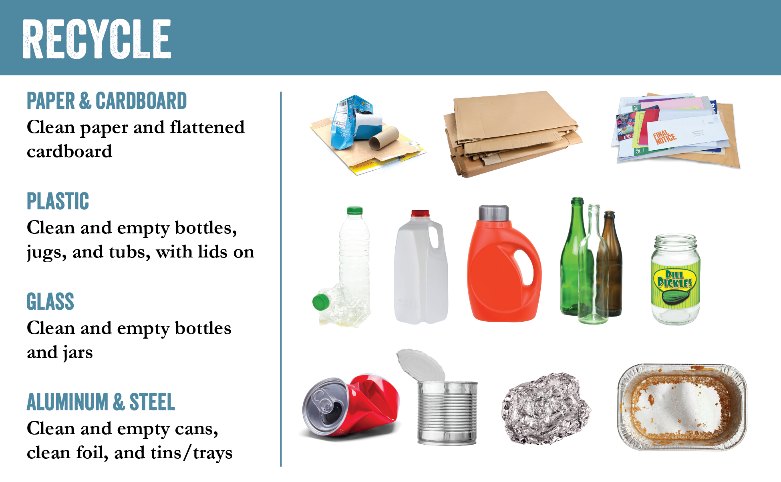 RECYCLE
PAPER & CARDBOARD
Clean paper and flattened
cardboard
PLASTIC
Clean and empty bottles,
jugs, and tubs, with lids on
GLASS
Clean and empty bottles
and jars
ALUMINUM & STEEL
Clean and empty cans,
clean foil, and tins/trays
FINAL
NOTICE
DILL
PICKLES